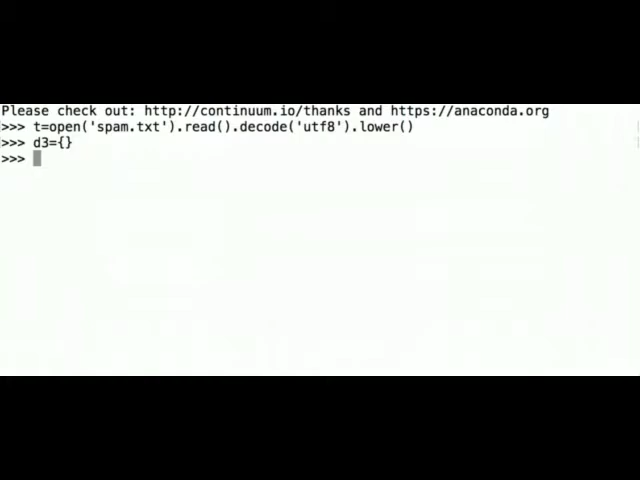 Please check out: http://continuum.io/thanks and https://anaconda.org
>>> t=open('spam.txt').read().decode('utf8').lower()
>>> d3={}
>>>